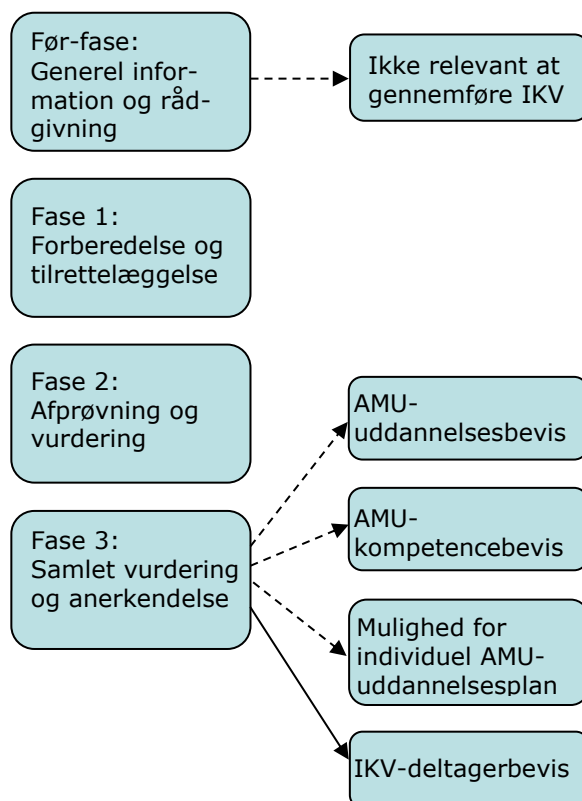 Før-fase:
Generel infor-
mation og råd-
givning
Ikke relevant at
gennemføre IKV
Fase 1:
Forberedelse og
tilrettelæggelse
Fase 2:
Afprøvning og
vurdering
AMU-
uddannelsesbevis
Fase 3:
Samlet vurdering
og anerkendelse
AMU-
kompetencebevis
Mulighed for
individuel AMU-
uddannelsesplan
IKV-deltagerbevis